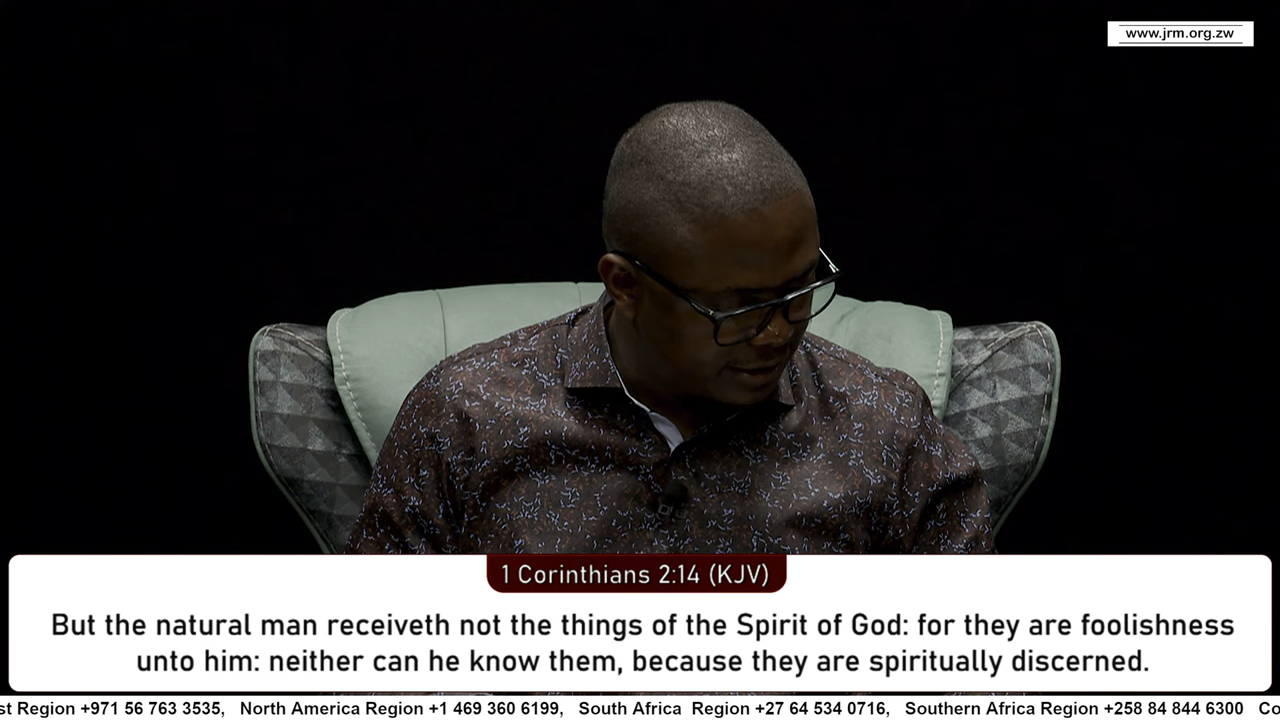 www.jrm.org.zw
1 Corinthians 2:14 (KJV)
But the natural man receiveth not the things of the Spirit of God: for they are foolishness
unto him: neither can he know them, because they are spiritually discerned.
Region +971 56 763 3535, North America Region +1 469 360 6199, South Africa Region +27 64 534 0716, Southern Africa Region +258 84 844 6300